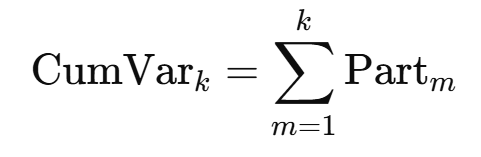 CumVar_k = \sum_{m=1}^{k} Part_m